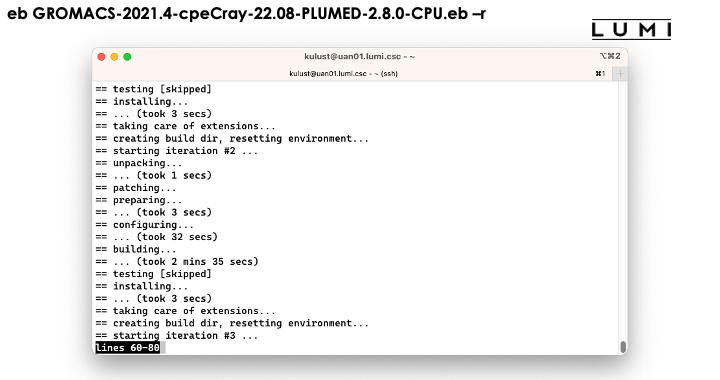 eb GROMACS-2021.4-cpeCray-22.08-PLUMED-2.8.0-CPU.eb –r
LUMI
kulust@uan01.lumi.csc - ~
⌥⌘2
kulust@uan01.lumi.csc - ~ (ssh)
⌘1
+
== testing [skipped]
== installing...
== ... (took 3 secs)
== taking care of extensions...
== creating build dir, resetting environment...
== starting iteration #2 ...
== unpacking...
== ... (took 1 secs)
== patching...
== preparing...
== ... (took 3 secs)
== configuring...
== ... (took 32 secs)
== building...
== ... (took 2 mins 35 secs)
== testing [skipped]
== installing...
== ... (took 3 secs)
== taking care of extensions...
== creating build dir, resetting environment...
== starting iteration #3 ...
lines 60-80